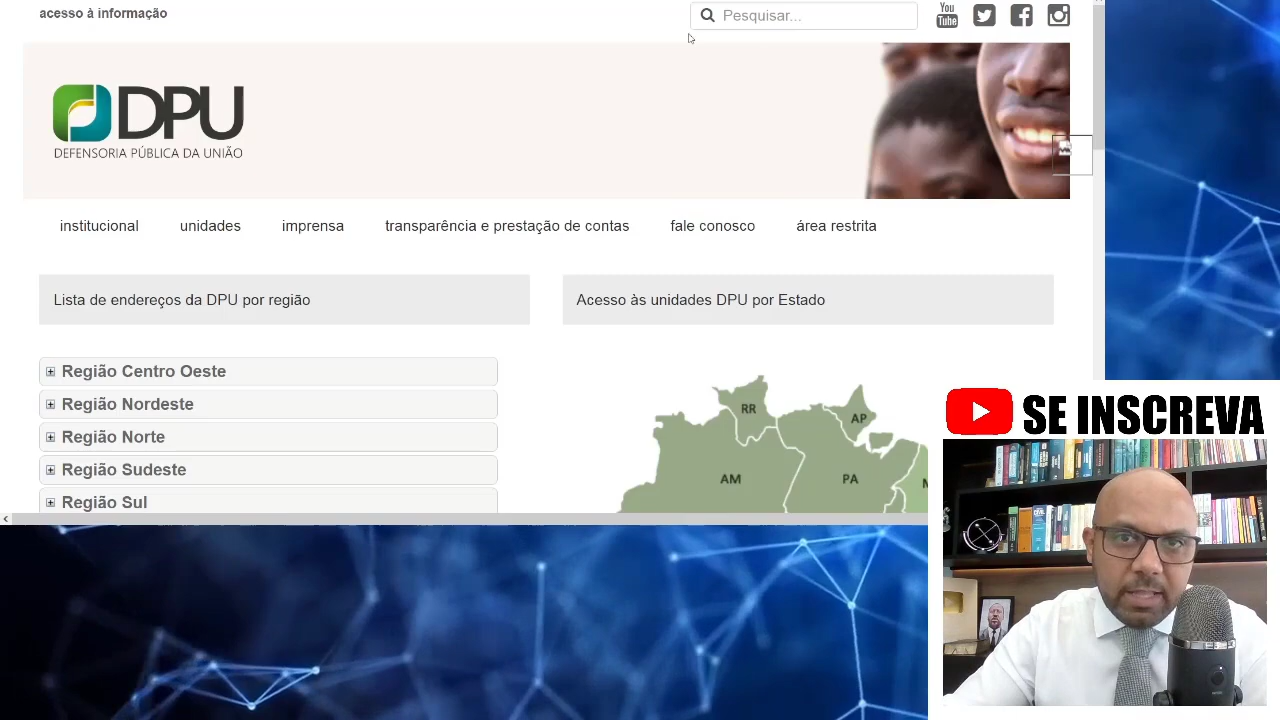 acesso à informação
Pesquisar...
You
Tube
DPU
DEFENSORIA PÚBLICA DA UNIÃO
institucional unidades imprensa transparência e prestação de contas fale conosco área restrita
Lista de endereços da DPU por região
Acesso às unidades DPU por Estado
Região Centro Oeste
Região Nordeste
Região Norte
Região Sudeste
Região Sul
RR
AP
AM
PA
SE INSCREVA